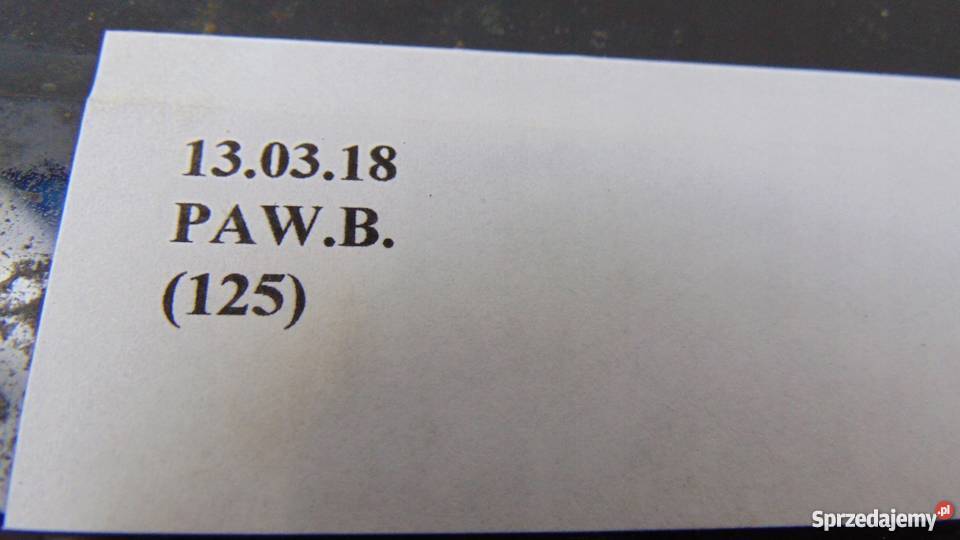 13.03.18
PAW.B.
(125)
Sprzedajemy.pl